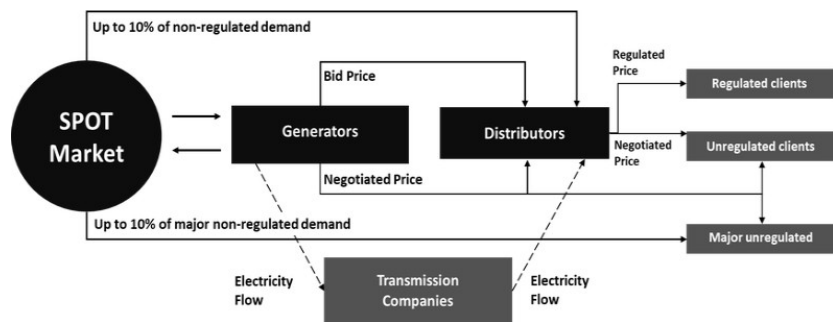 Up to 10% of non-regulated demand
Regulated
Price
Bid Price
Regulated clients
SPOT
Market
Generators
Distributors
Negotiated
Price
Unregulated clients
Negotiated Price
Up to 10% of major non-regulated demand
Major unregulated
Electricity
Flow
Transmission
Companies
Electricity
Flow